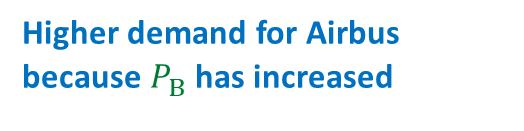 Higher demand for Airbus
because P_B has increased